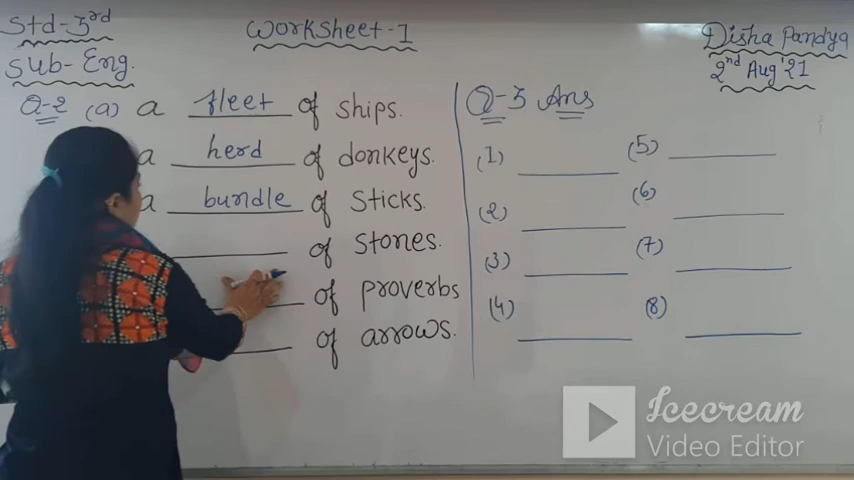 Std-3rd
Worksheet-1
Disha Pandya
Sub- Eng.
2nd Aug'21
Q-2 (a) a fleet of ships.
a herd of donkeys.
a bundle of Sticks.
of Stones.
of proverbs
of arrows.
Q-3 Ans
(1)
(2)
(3)
(4)
(5)
(6)
(7)
(8)
Icecream
Video Editor